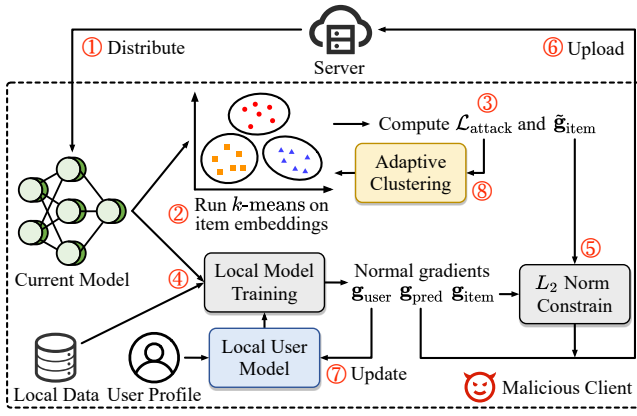 ① Distribute
Server
⑥ Upload
③
Compute 𝓛attack and g̃item
Adaptive
Clustering
⑧
② Run k-means on
item embeddings
Current Model
④
Local Model
Training
Normal gradients
guser gpred gitem
⑤
L2 Norm
Constrain
Local User
Model
⑦ Update
Local Data
User Profile
Malicious Client